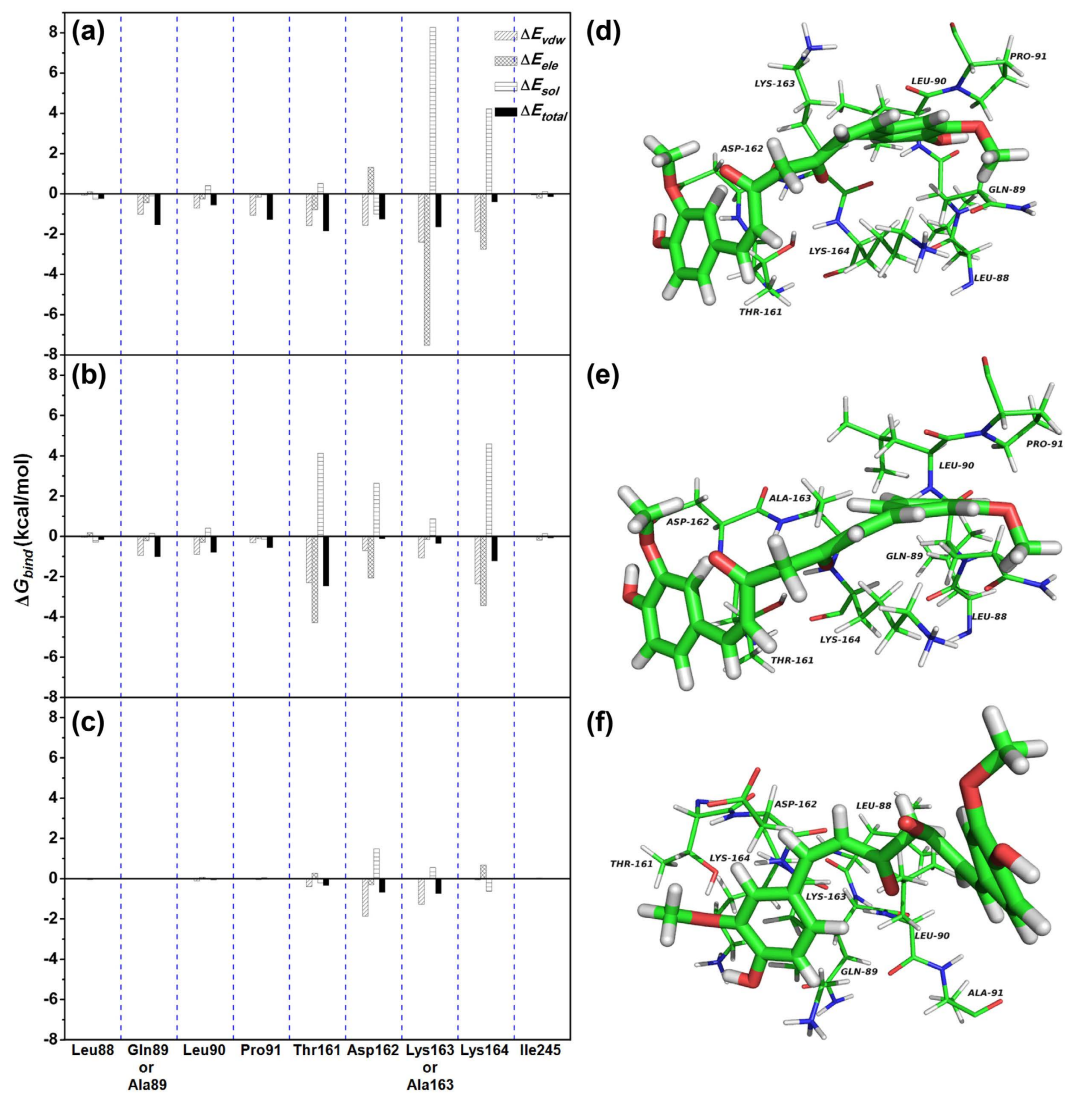 (a)
8
6
4
2
0
-2
-4
-6
-8
ΔE_vdw
ΔE_ele
ΔE_sol
ΔE_total
(b)
8
6
4
2
0
-2
-4
-6
-8
ΔG_bind (kcal/mol)
(c)
8
6
4
2
0
-2
-4
-6
-8
Leu88 Gln89 Leu90 Pro91 Thr161 Asp162 Lys163 Lys164 Ile245
or or
Ala89 Ala163
(d)
PRO-91
LEU-90
LYS-163
ASP-162
GLN-89
LYS-164
LEU-88
THR-161
(e)
PRO-91
LEU-90
ALA-163
ASP-162
GLN-89
LEU-88
LYS-164
THR-161
(f)
ASP-162
LEU-88
THR-161
LYS-164
LYS-163
LEU-90
GLN-89
ALA-91